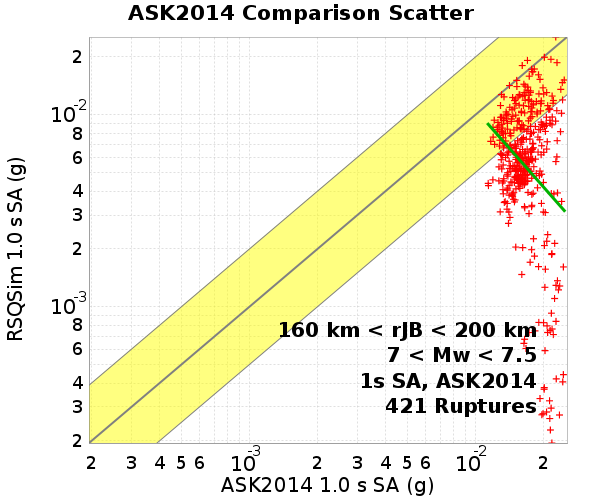 ASK2014 Comparison Scatter
RSQSim 1.0 s SA (g)
2
10-2
8
6
4
3
2
10-3
8
6
4
3
2
160 km < rJB < 200 km
7 < Mw < 7.5
1s SA, ASK2014
421 Ruptures
2 3 4 5 6 10-3 2 3 4 5 6 10-2 2
ASK2014 1.0 s SA (g)